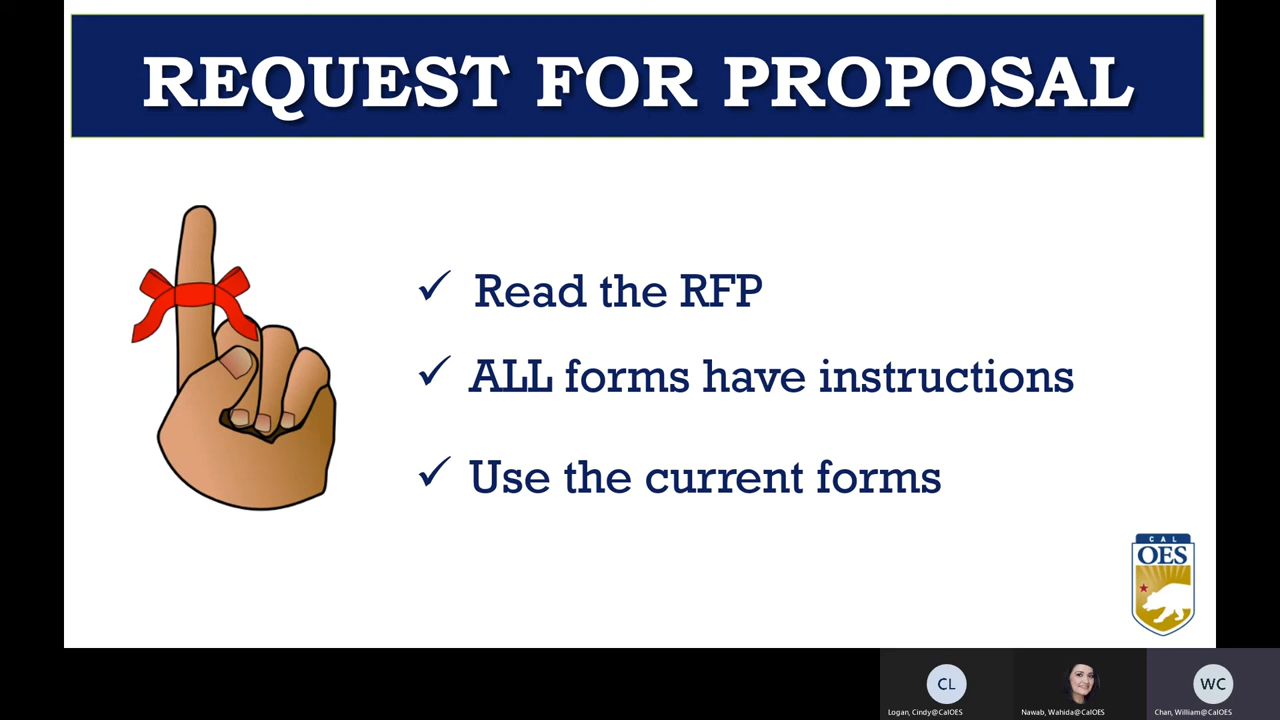 REQUEST FOR PROPOSAL
✓ Read the RFP
✓ ALL forms have instructions
✓ Use the current forms
CAL
OES
CL
WC
Logan, Cindy@CalOES
Nawab, Wahida@CalOES
Chan, William@CalOES